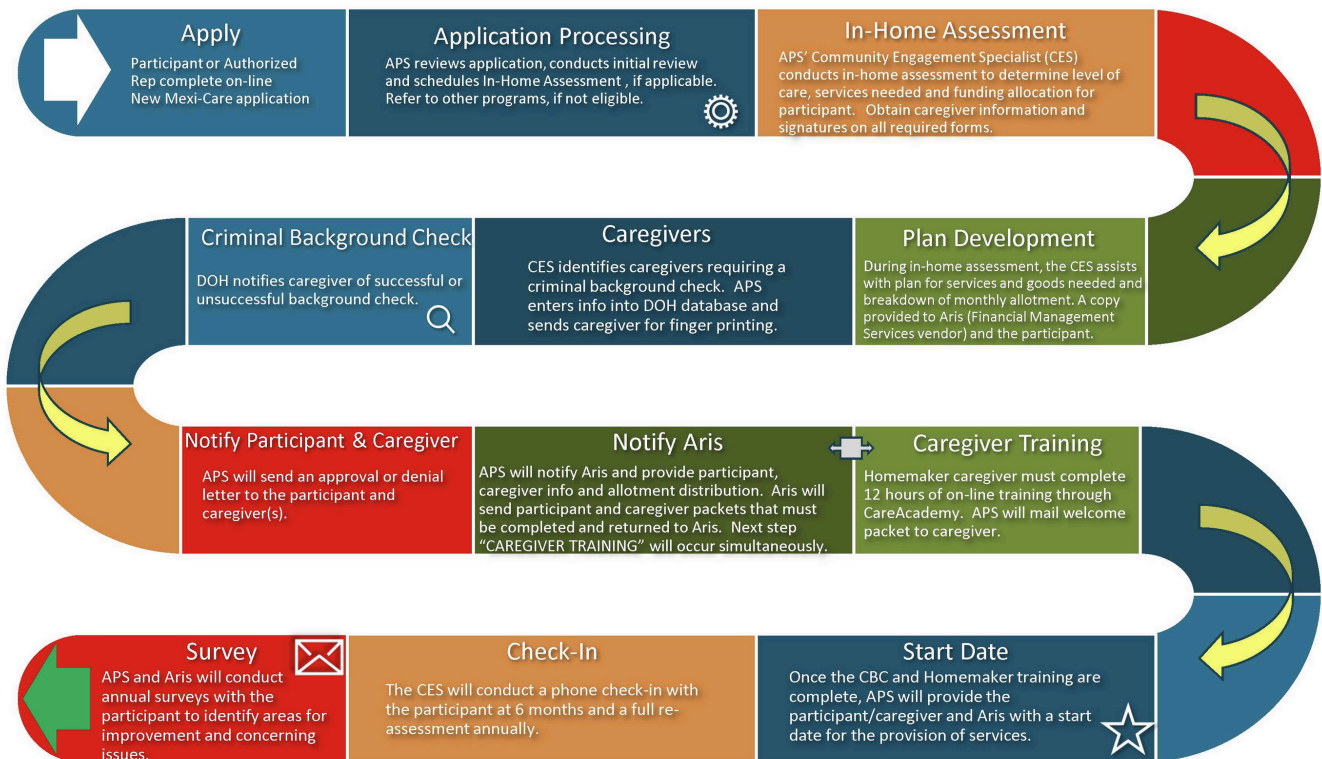 Apply
Participant or Authorized
Rep complete on-line
New Mexi-Care application
Application Processing
APS reviews application, conducts initial review
and schedules In-Home Assessment , if applicable.
Refer to other programs, if not eligible.
In-Home Assessment
APS' Community Engagement Specialist (CES)
conducts in-home assessment to determine level of
care, services needed and funding allocation for
participant. Obtain caregiver information and
signatures on all required forms.
Plan Development
During in-home assessment, the CES assists
with plan for services and goods needed and
breakdown of monthly allotment. A copy
provided to Aris (Financial Management
Services vendor) and the participant.
Caregivers
CES identifies caregivers requiring a
criminal background check. APS
enters info into DOH database and
sends caregiver for finger printing.
Criminal Background Check
DOH notifies caregiver of successful or
unsuccessful background check.
Notify Participant & Caregiver
APS will send an approval or denial
letter to the participant and
caregiver(s).
Notify Aris
APS will notify Aris and provide participant,
caregiver info and allotment distribution. Aris will
send participant and caregiver packets that must
be completed and returned to Aris. Next step
"CAREGIVER TRAINING" will occur simultaneously.
Caregiver Training
Homemaker caregiver must complete
12 hours of on-line training through
CareAcademy. APS will mail welcome
packet to caregiver.
Start Date
Once the CBC and Homemaker training are
complete, APS will provide the
participant/caregiver and Aris with a start
date for the provision of services.
Check-In
The CES will conduct a phone check-in with
the participant at 6 months and a full re-
assessment annually.
Survey
APS and Aris will conduct
annual surveys with the
participant to identify areas for
improvement and concerning
issues.